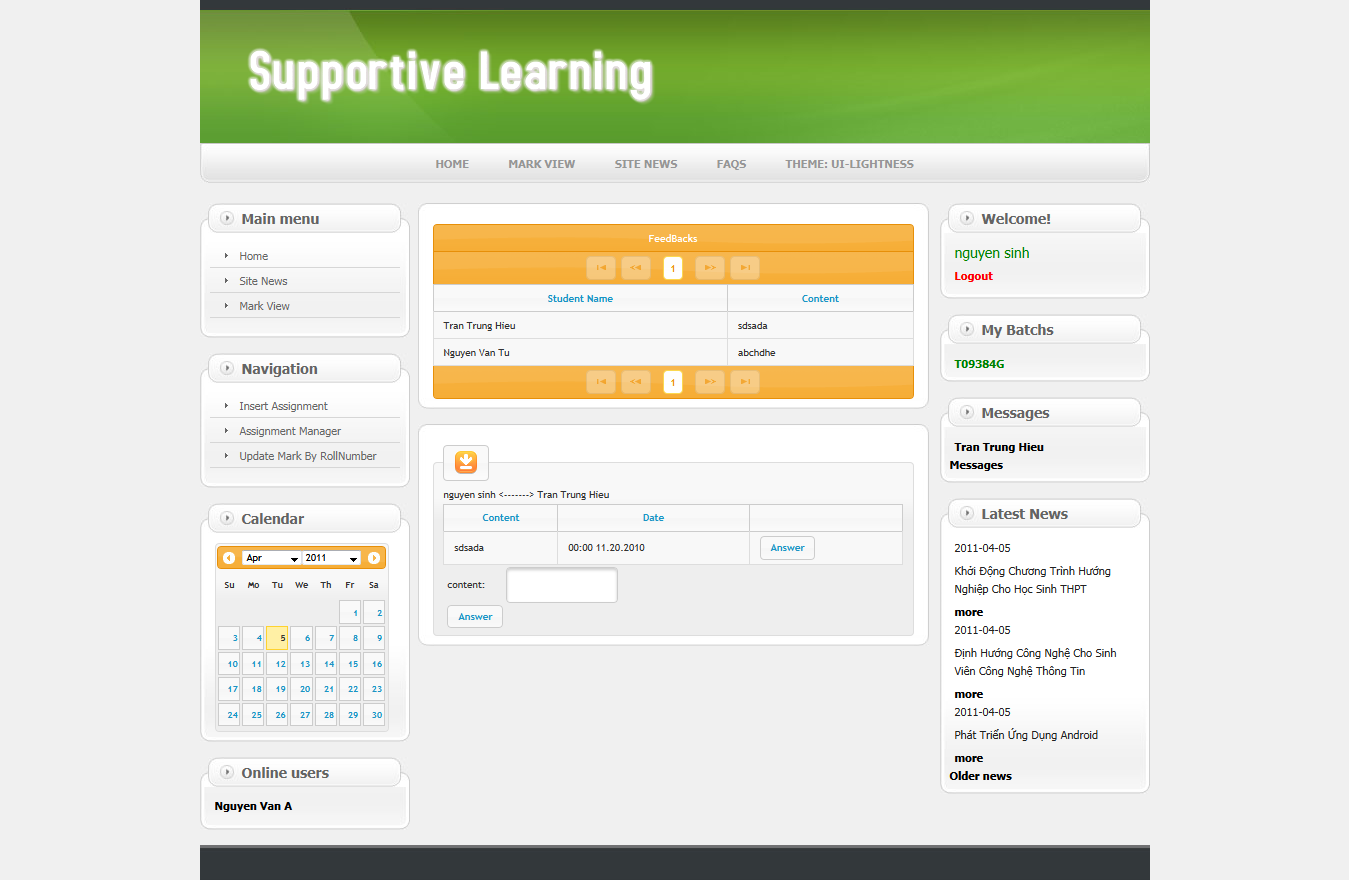 Supportive Learning
HOME MARK VIEW SITE NEWS FAQS THEME: UI-LIGHTNESS
Main menu
Home
Site News
Mark View
Navigation
Insert Assignment
Assignment Manager
Update Mark By RollNumber
Calendar
Apr 2011
Su Mo Tu We Th Fr Sa
1 2
3 4 5 6 7 8 9
10 11 12 13 14 15 16
17 18 19 20 21 22 23
24 25 26 27 28 29 30
Online users
Nguyen Van A
FeedBacks
1
Student Name Content
Tran Trung Hieu sdsada
Nguyen Van Tu abchdhe
1
nguyen sinh <-------> Tran Trung Hieu
Content Date
sdsada 00:00 11.20.2010 Answer
content:
Answer
Welcome!
nguyen sinh
Logout
My Batchs
T09384G
Messages
Tran Trung Hieu
Messages
Latest News
2011-04-05
Khởi Động Chương Trình Hướng
Nghiệp Cho Học Sinh THPT
more
2011-04-05
Định Hướng Công Nghệ Cho Sinh
Viên Công Nghệ Thông Tin
more
2011-04-05
Phát Triển Ứng Dụng Android
more
Older news